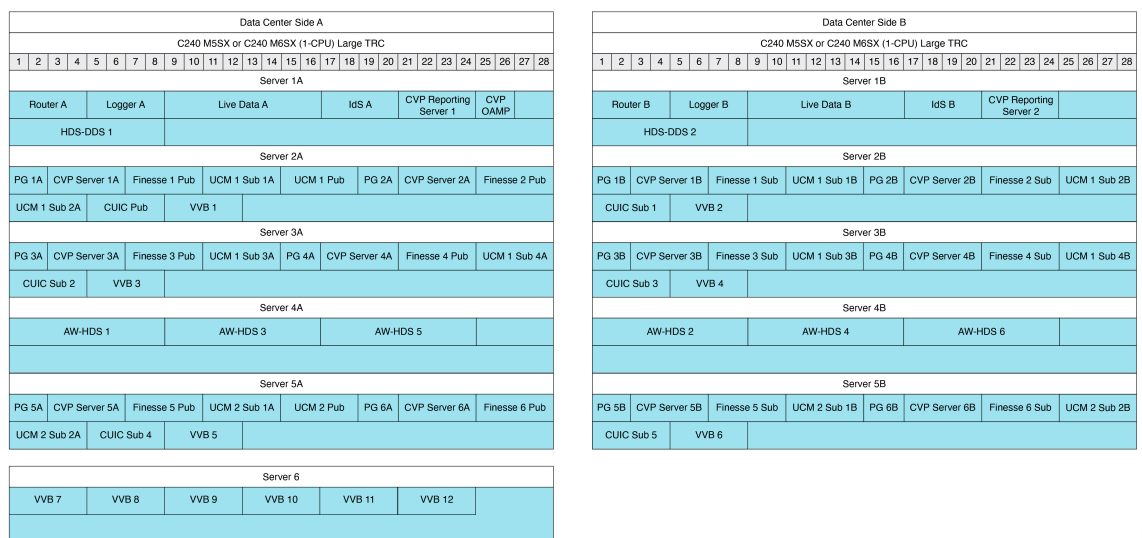 Data Center Side A
C240 M5SX or C240 M6SX (1-CPU) Large TRC
1 2 3 4 5 6 7 8 9 10 11 12 13 14 15 16 17 18 19 20 21 22 23 24 25 26 27 28
Server 1A
Router A Logger A Live Data A IdS A CVP Reporting Server 1 CVP OAMP
HDS-DDS 1
Server 2A
PG 1A CVP Server 1A Finesse 1 Pub UCM 1 Sub 1A UCM 1 Pub PG 2A CVP Server 2A Finesse 2 Pub
UCM 1 Sub 2A CUIC Pub VVB 1
Server 3A
PG 3A CVP Server 3A Finesse 3 Pub UCM 1 Sub 3A PG 4A CVP Server 4A Finesse 4 Pub UCM 1 Sub 4A
CUIC Sub 2 VVB 3
Server 4A
AW-HDS 1 AW-HDS 3 AW-HDS 5
Server 5A
PG 5A CVP Server 5A Finesse 5 Pub UCM 2 Sub 1A UCM 2 Pub PG 6A CVP Server 6A Finesse 6 Pub
UCM 2 Sub 2A CUIC Sub 4 VVB 5
Server 6
VVB 7 VVB 8 VVB 9 VVB 10 VVB 11 VVB 12
Data Center Side B
C240 M5SX or C240 M6SX (1-CPU) Large TRC
1 2 3 4 5 6 7 8 9 10 11 12 13 14 15 16 17 18 19 20 21 22 23 24 25 26 27 28
Server 1B
Router B Logger B Live Data B IdS B CVP Reporting Server 2
HDS-DDS 2
Server 2B
PG 1B CVP Server 1B Finesse 1 Sub UCM 1 Sub 1B PG 2B CVP Server 2B Finesse 2 Sub UCM 1 Sub 2B
CUIC Sub 1 VVB 2
Server 3B
PG 3B CVP Server 3B Finesse 3 Sub UCM 1 Sub 3B PG 4B CVP Server 4B Finesse 4 Sub UCM 1 Sub 4B
CUIC Sub 3 VVB 4
Server 4B
AW-HDS 2 AW-HDS 4 AW-HDS 6
Server 5B
PG 5B CVP Server 5B Finesse 5 Sub UCM 2 Sub 1B PG 6B CVP Server 6B Finesse 6 Sub UCM 2 Sub 2B
CUIC Sub 5 VVB 6